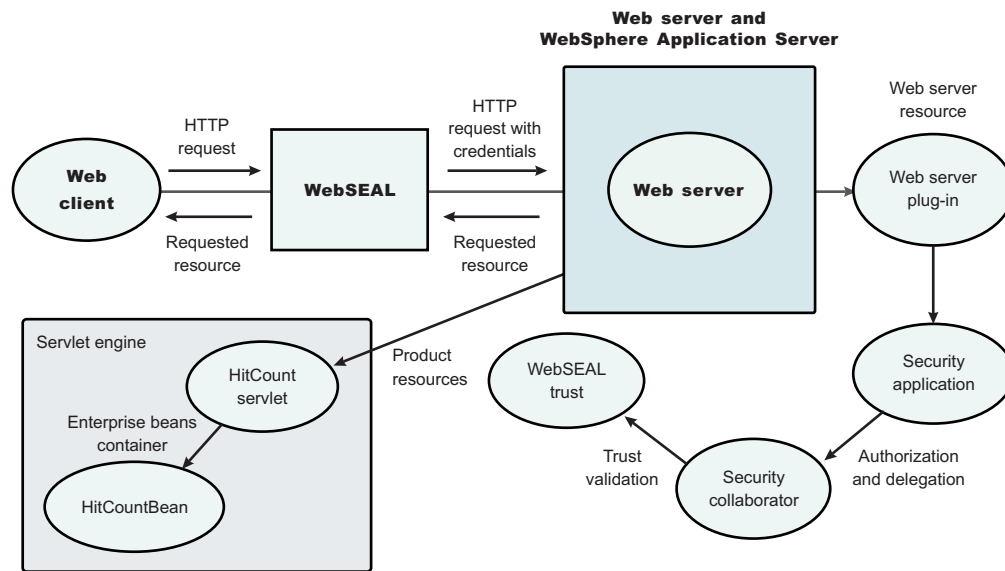 Web server and
WebSphere Application Server
Web server
resource
HTTP
request
HTTP
request with
credentials
Web
client
WebSEAL
Web server
Web server
plug-in
Requested
resource
Requested
resource
Servlet engine
HitCount
servlet
Product
resources
WebSEAL
trust
Security
application
Enterprise beans
container
HitCountBean
Trust
validation
Security
collaborator
Authorization
and delegation